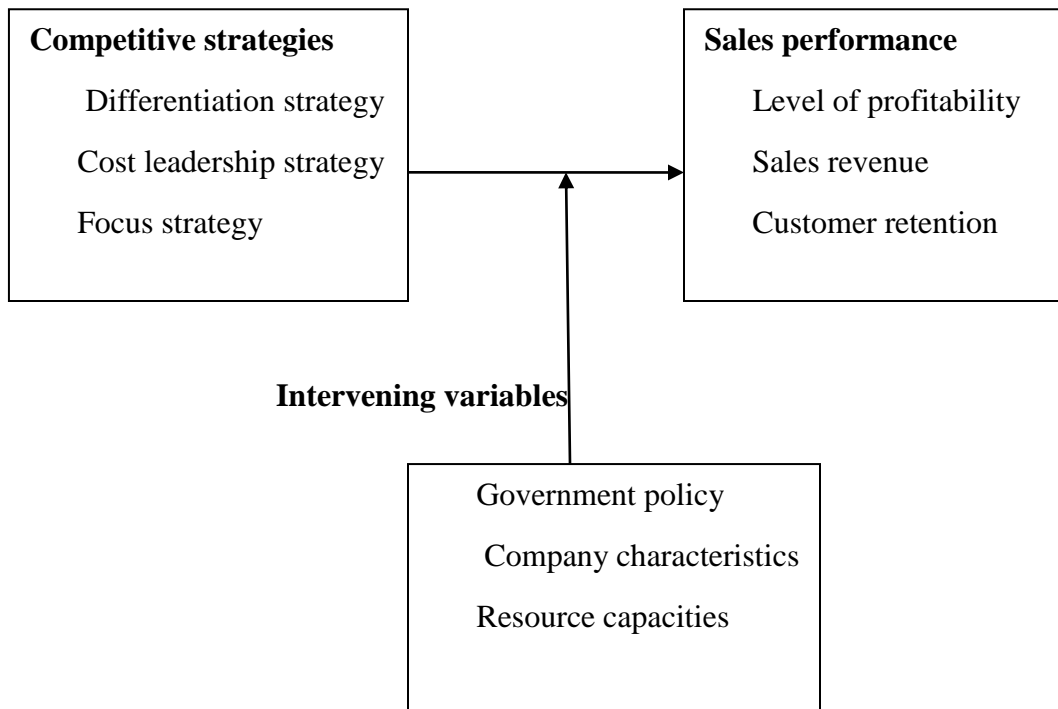 Competitive strategies
Differentiation strategy
Cost leadership strategy
Focus strategy
Sales performance
Level of profitability
Sales revenue
Customer retention
Intervening variables
Government policy
Company characteristics
Resource capacities